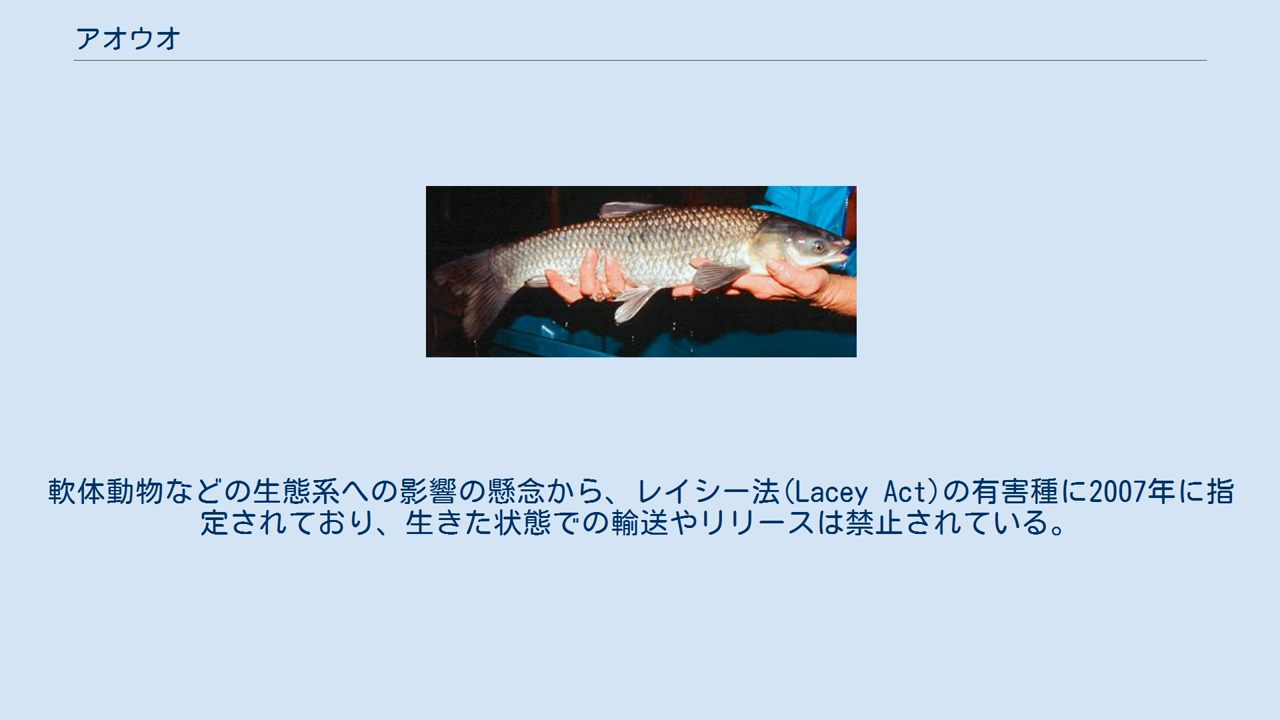 アオウオ
軟体動物などの生態系への影響の懸念から、レイシー法(Lacey Act)の有害種に2007年に指
定されており、生きた状態での輸送やリリースは禁止されている。